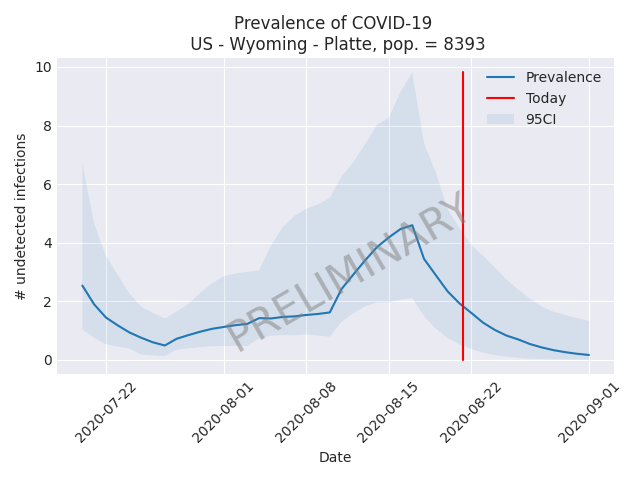 Prevalence of COVID-19
US - Wyoming - Platte, pop. = 8393
10
8
6
4
2
0
# undetected infections
Prevalence
Today
95CI
PRELIMINARY
2020-07-22
2020-08-01
2020-08-08
2020-08-15
2020-08-22
2020-09-01
Date